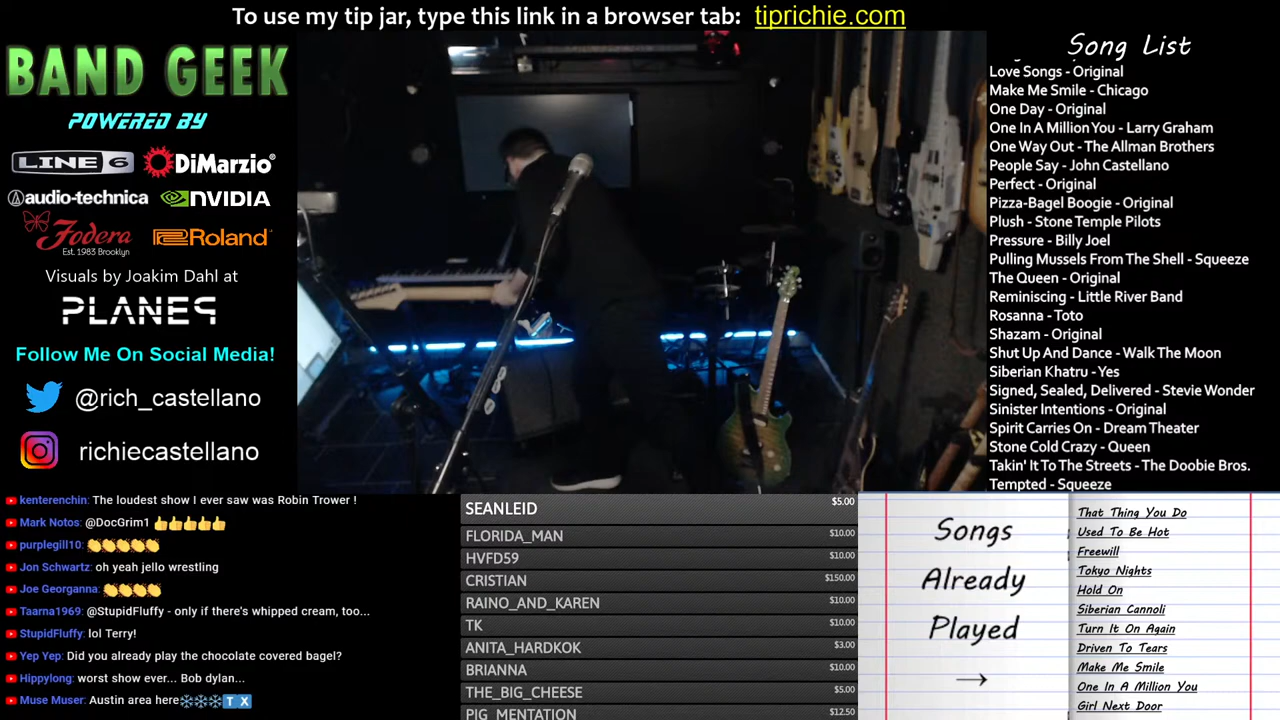 To use my tip jar, type this link in a browser tab: tiprichie.com
BAND GEEK
POWERED BY
LINE 6
DiMarzio
audio-technica
NVIDIA
Fodera
Est. 1983 Brooklyn
Roland
Visuals by Joakim Dahl at
PLANE9
Follow Me On Social Media!
@rich_castellano
richiecastellano
Song List
Love Songs - Original
Make Me Smile - Chicago
One Day - Original
One In A Million You - Larry Graham
One Way Out - The Allman Brothers
People Say - John Castellano
Perfect - Original
Pizza-Bagel Boogie - Original
Plush - Stone Temple Pilots
Pressure - Billy Joel
Pulling Mussels From The Shell - Squeeze
The Queen - Original
Reminiscing - Little River Band
Rosanna - Toto
Shazam - Original
Shut Up And Dance - Walk The Moon
Siberian Khatru - Yes
Signed, Sealed, Delivered - Stevie Wonder
Sinister Intentions - Original
Spirit Carries On - Dream Theater
Stone Cold Crazy - Queen
Takin' It To The Streets - The Doobie Bros.
Tempted - Squeeze
kenterenchin: The loudest show I ever saw was Robin Trower !
Mark Notos: @DocGrim1 👍👍👍👍👍
purplegill10: 👏👏👏👏👏
Jon Schwartz: oh yeah jello wrestling
Joe Georganna: 👏👏👏👏
Taarna1969: @StupidFluffy - only if there's whipped cream, too...
StupidFluffy: lol Terry!
Yep Yep: Did you already play the chocolate covered bagel?
Hippylong: worst show ever... Bob dylan...
Muse Muser: Austin area here❄❄❄🇹 🇽
SEANLEID $5.00
FLORIDA_MAN $10.00
HVFD59 $10.00
CRISTIAN $150.00
RAINO_AND_KAREN $10.00
TK $10.00
ANITA_HARDKOK $3.00
BRIANNA $10.00
THE_BIG_CHEESE $5.00
PIG_MENTATION $12.50
Songs
Already
Played
→
That Thing You Do
Used To Be Hot
Freewill
Tokyo Nights
Hold On
Siberian Cannoli
Turn It On Again
Driven To Tears
Make Me Smile
One In A Million You
Girl Next Door